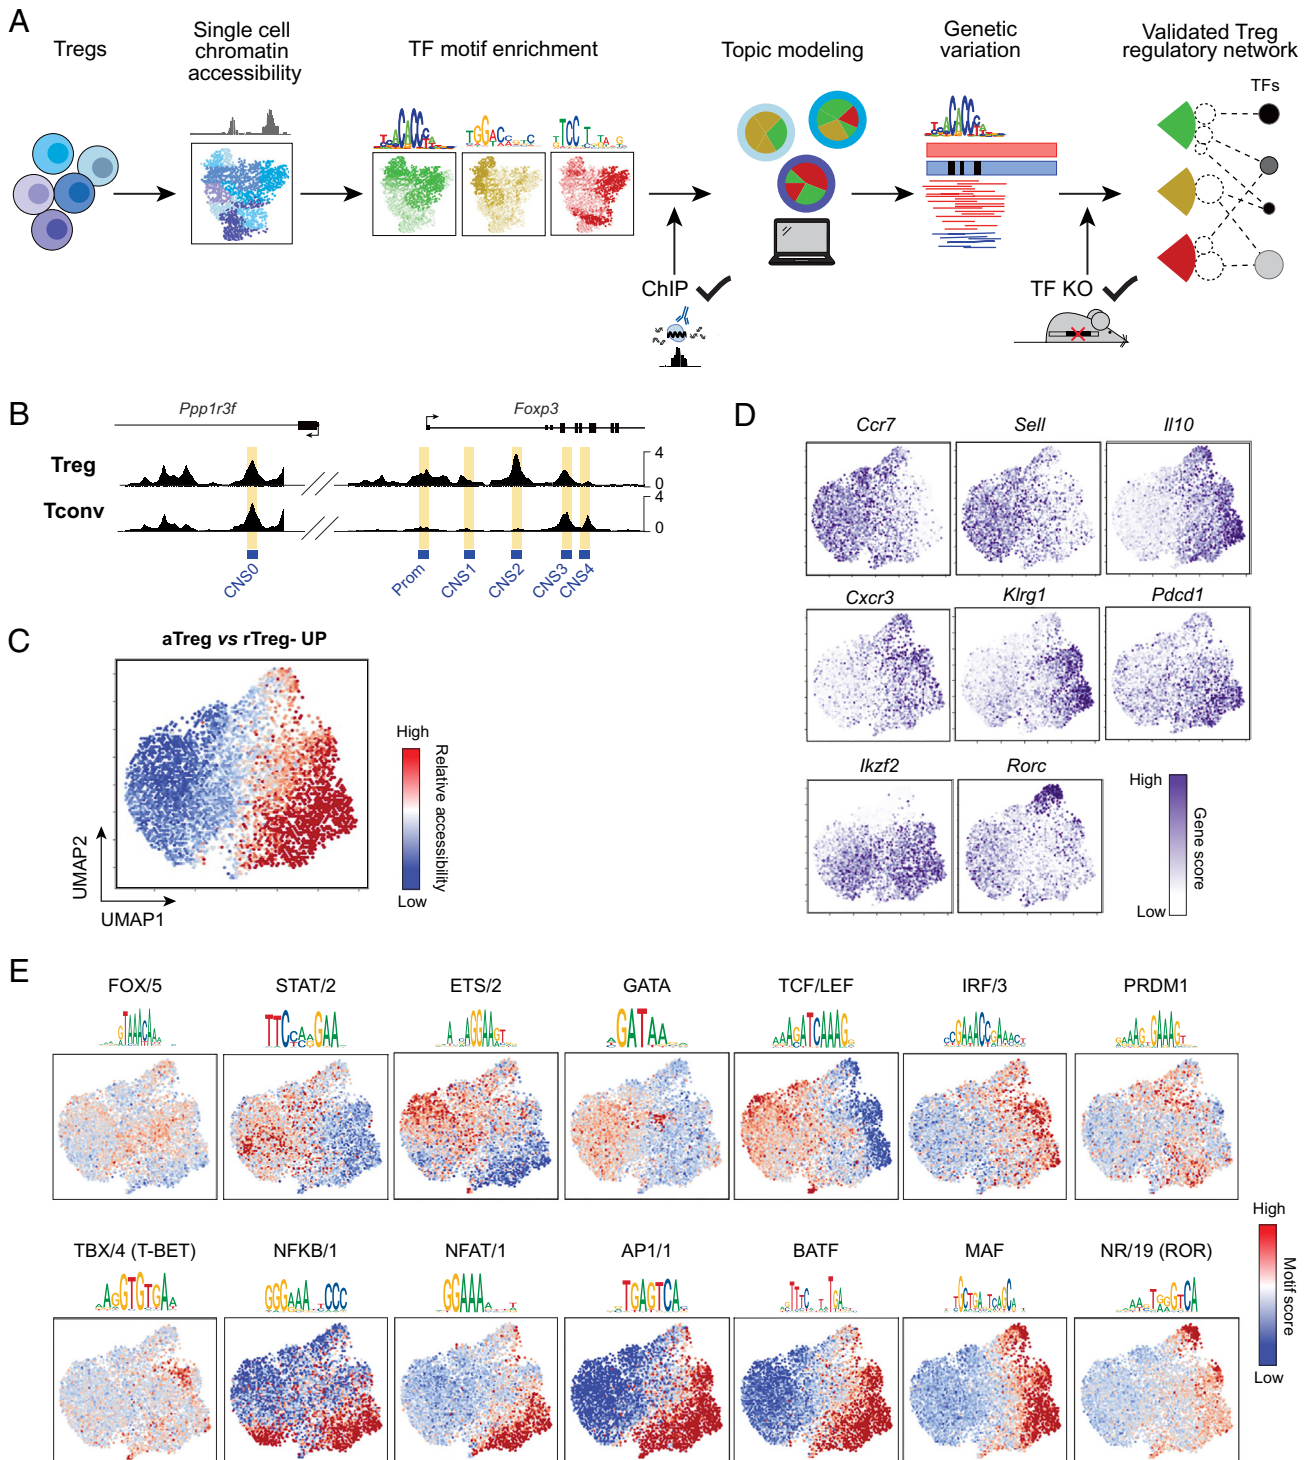 A
Tregs
Single cell
chromatin
accessibility
TF motif enrichment
Topic modeling
Genetic
variation
Validated Treg
regulatory network
TFs
ChIP
TF KO
B
Ppp1r3f
Foxp3
Treg
4
0
Tconv
4
0
CNS0
Prom
CNS1
CNS2
CNS3
CNS4
C
aTreg vs rTreg- UP
UMAP2
UMAP1
High
Relative accessibility
Low
D
Ccr7
Sell
Il10
Cxcr3
Klrg1
Pdcd1
Ikzf2
Rorc
High
Gene score
Low
E
FOX/5
STAT/2
ETS/2
GATA
TCF/LEF
IRF/3
PRDM1
TBX/4 (T-BET)
NFKB/1
NFAT/1
AP1/1
BATF
MAF
NR/19 (ROR)
High
Motif score
Low